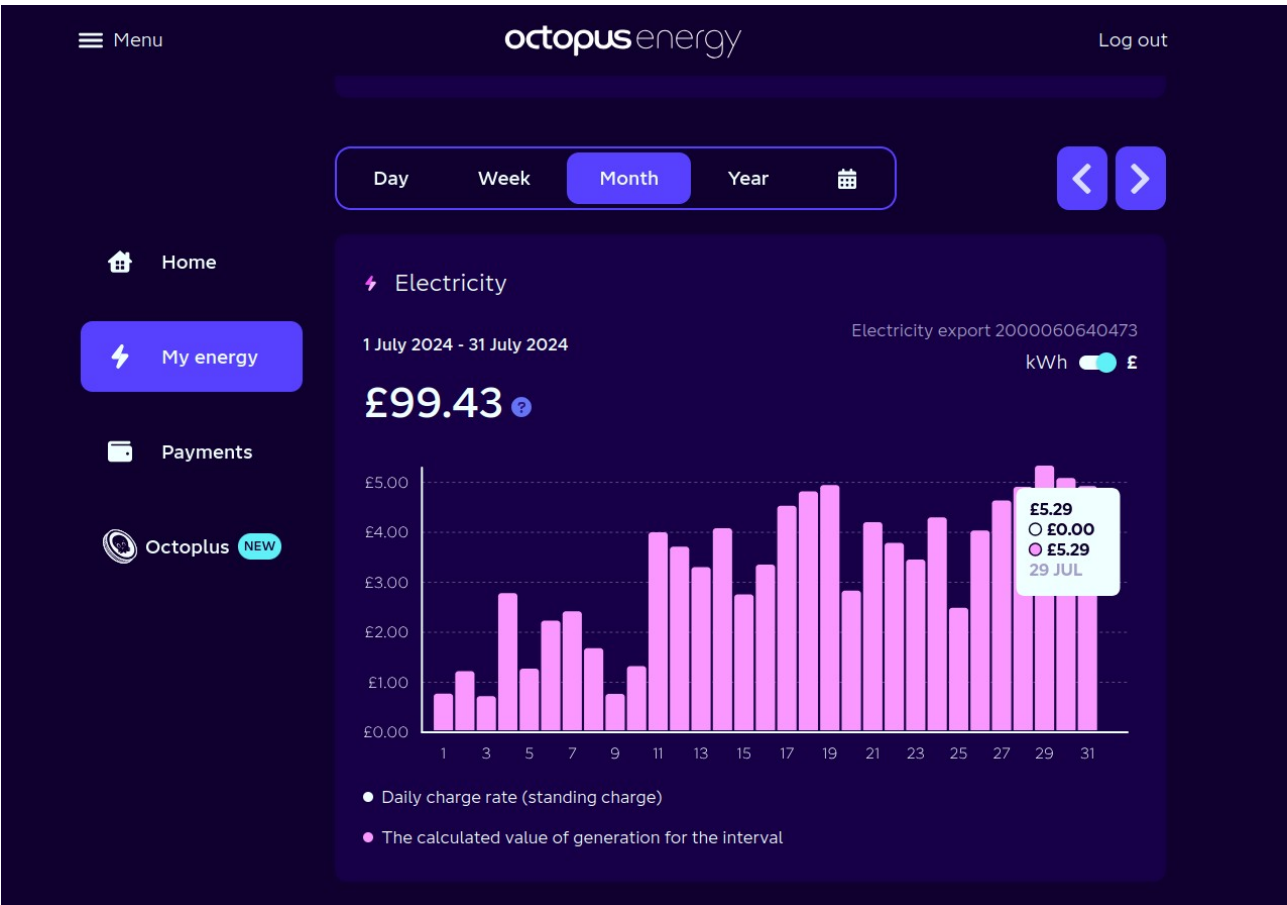 Menu
octopus energy
Log out
Day Week Month Year
Home
My energy
Payments
Octoplus NEW
Electricity
Electricity export 2000060640473
1 July 2024 - 31 July 2024
kWh £
£99.43 ?
£5.00
£4.00
£3.00
£2.00
£1.00
£0.00
£5.29
£0.00
£5.29
29 JUL
1 3 5 7 9 11 13 15 17 19 21 23 25 27 29 31
Daily charge rate (standing charge)
The calculated value of generation for the interval